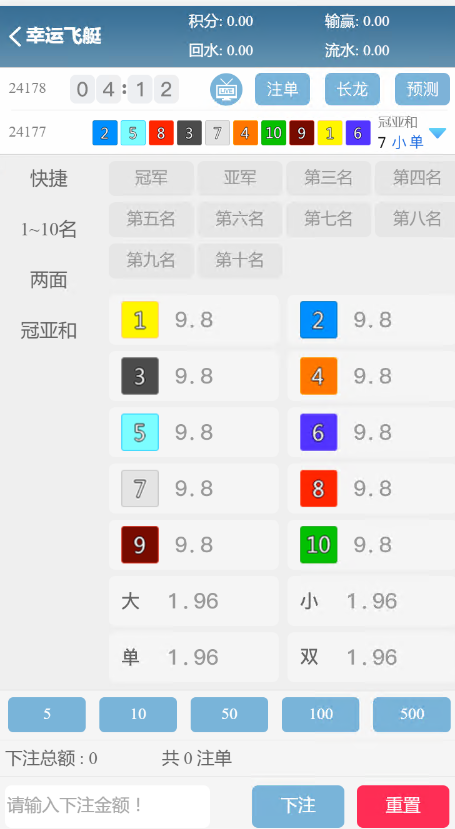 幸运飞艇 积分: 0.00 输赢: 0.00
回水: 0.00 流水: 0.00
24178 04:12 LIVE 注单 长龙 预测
24177 2 5 8 3 7 4 10 9 1 6 冠亚和 7 小 单
快捷 冠军 亚军 第三名 第四名
第五名 第六名 第七名 第八名
1~10名
第九名 第十名
两面
1 9.8 2 9.8
冠亚和
3 9.8 4 9.8
5 9.8 6 9.8
7 9.8 8 9.8
9 9.8 10 9.8
大 1.96 小 1.96
单 1.96 双 1.96
5 10 50 100 500
下注总额 : 0 共 0 注单
请输入下注金额！ 下注 重置